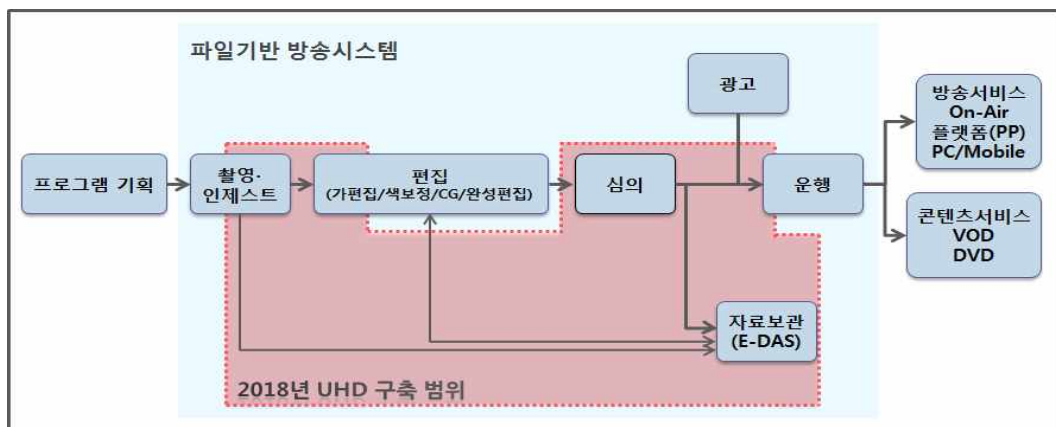 파일기반 방송시스템
광고
방송서비스
On-Air
플랫폼(PP)
PC/Mobile
프로그램 기획
촬영·
인제스트
편집
(가편집/색보정/CG/완성편집)
심의
운행
콘텐츠서비스
VOD
DVD
자료보관
(E-DAS)
2018년 UHD 구축 범위